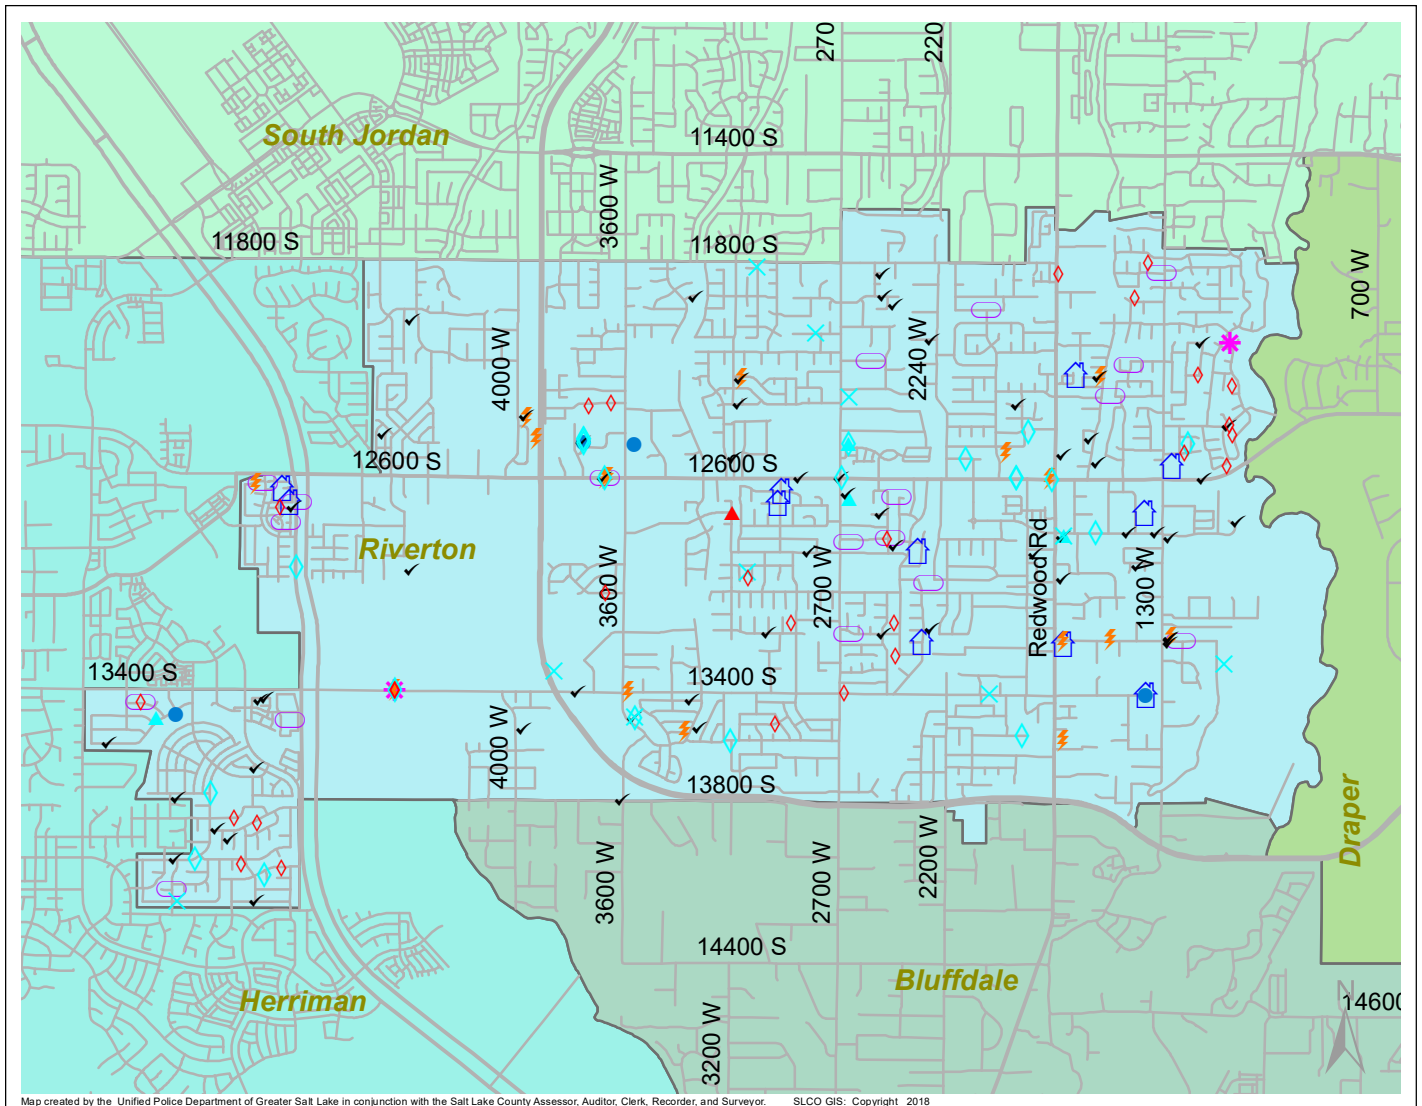 270
220
South Jordan
11400 S
3600 W
11800 S
11800 S
700 W
4000 W
2240 W
12600 S
12600 S
Riverton
3600 W
2700 W
Redwood Rd
1300 W
13400 S
13400 S
4000 W
13800 S
Draper
3600 W
2700 W
2200 W
14400 S
Bluffdale
Herriman
14600
3200 W
Map created by the Unified Police Department of Greater Salt Lake in conjunction with the Salt Lake County Assessor, Auditor, Clerk, Recorder, and Surveyor. SLCO GIS: Copyright 2018